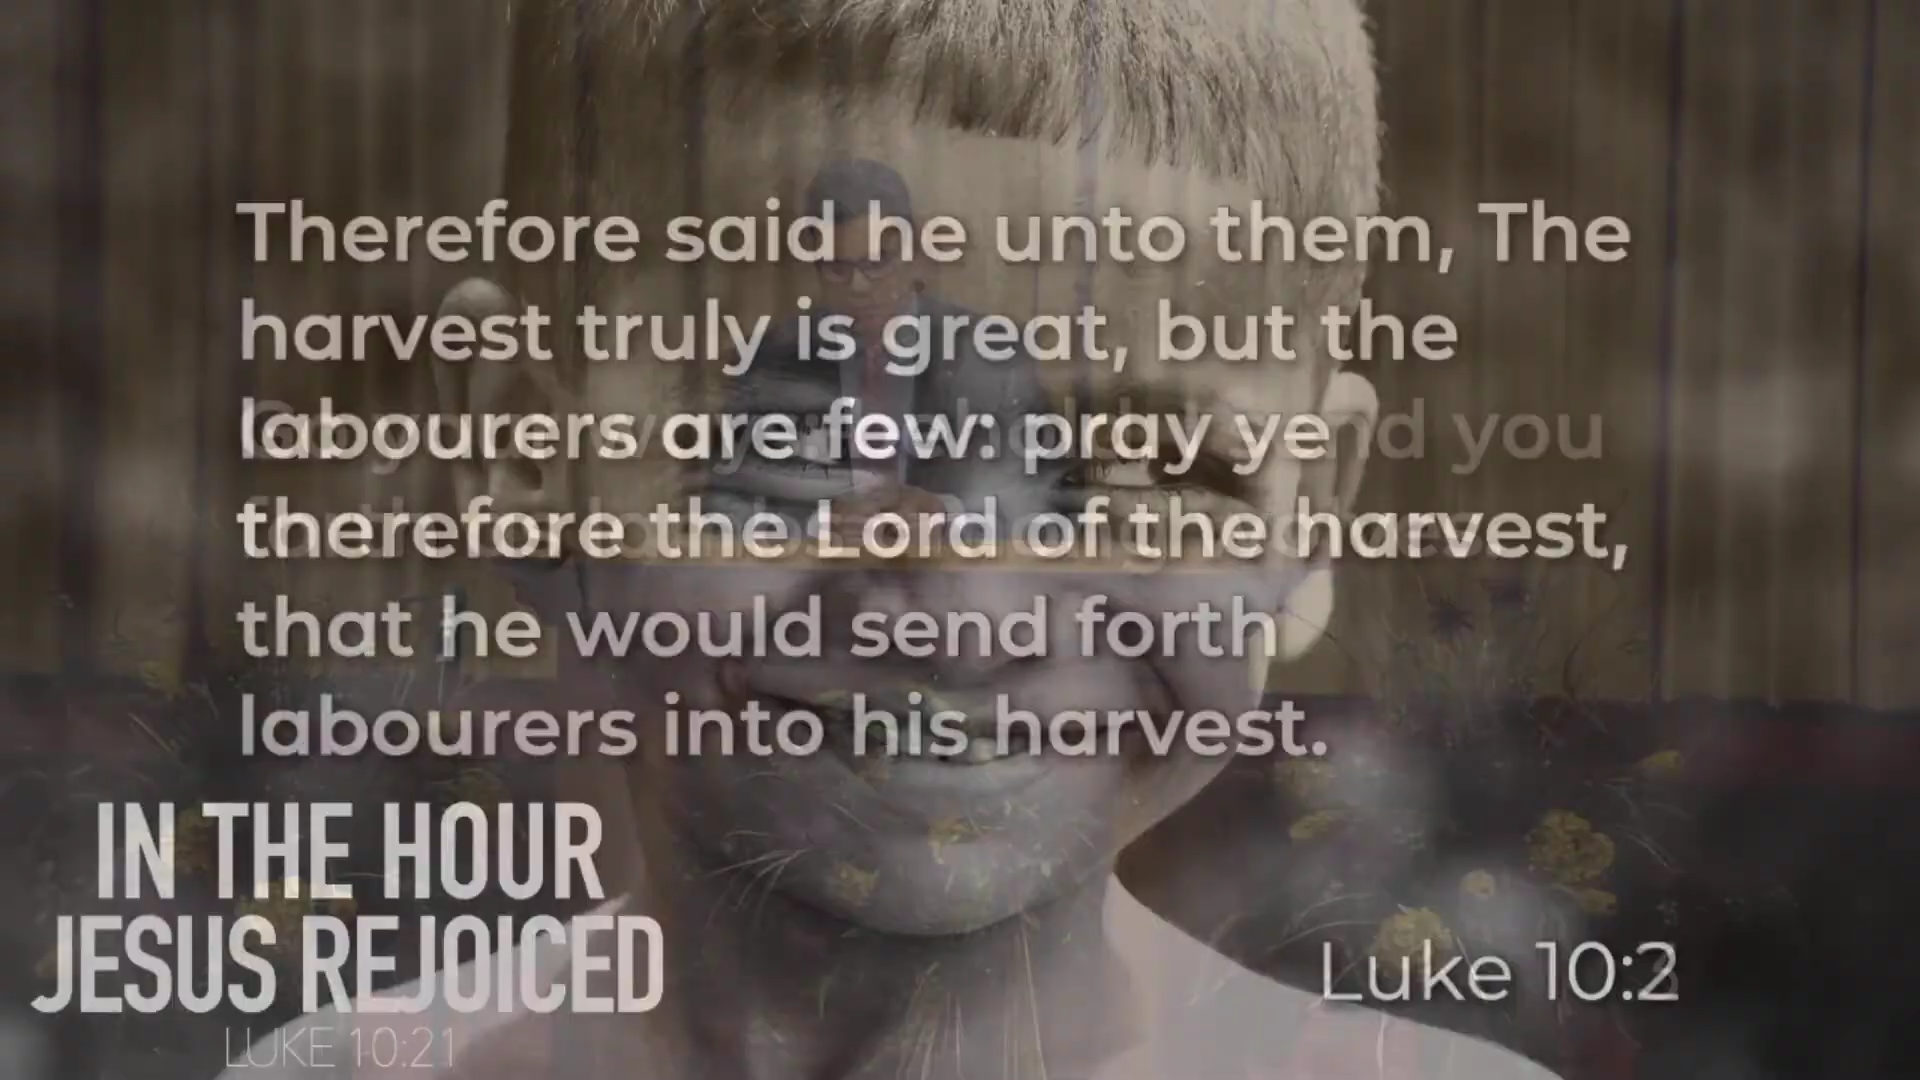 Therefore said he unto them, The
harvest truly is great, but the
labourers are few: pray ye
therefore the Lord of the harvest,
that he would send forth
labourers into his harvest.
nd you
IN THE HOUR
JESUS REJOICED
LUKE 10:21
Luke 10:2